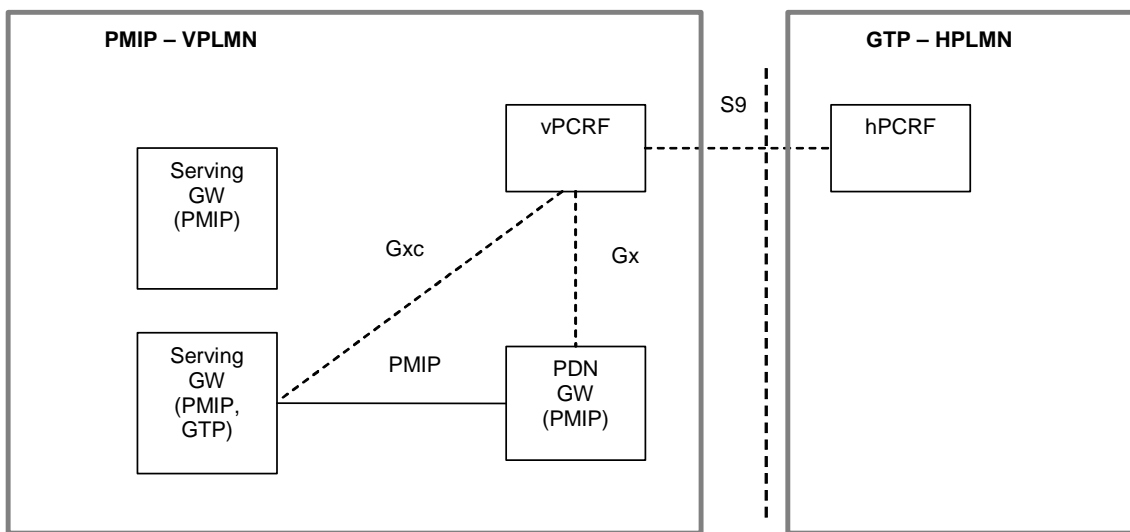 PMIP – VPLMN
GTP – HPLMN
S9
vPCRF
hPCRF
Serving
GW
(PMIP)
Gxc
Gx
Serving
GW
(PMIP,
GTP)
PMIP
PDN
GW
(PMIP)